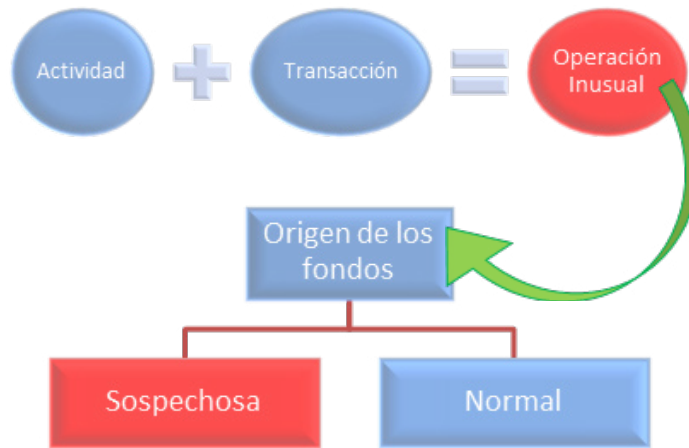 Actividad
Transacción
Operación
Inusual
Origen de los
fondos
Sospechosa
Normal